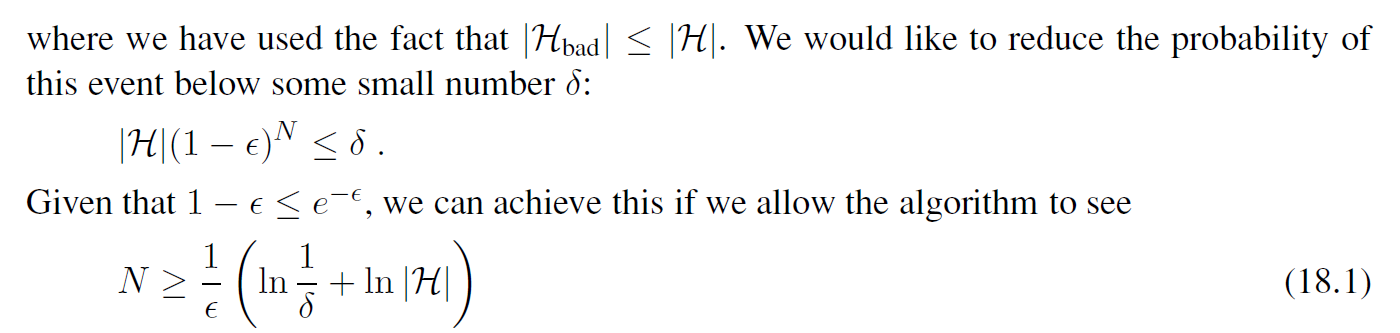 where we have used the fact that |ℋbad| ≤ |ℋ|. We would like to reduce the probability of
this event below some small number δ:
|ℋ|(1 − ϵ)^N ≤ δ .
Given that 1 − ϵ ≤ e^−ϵ, we can achieve this if we allow the algorithm to see
N ≥ 1/ϵ (ln 1/δ + ln |ℋ|) (18.1)